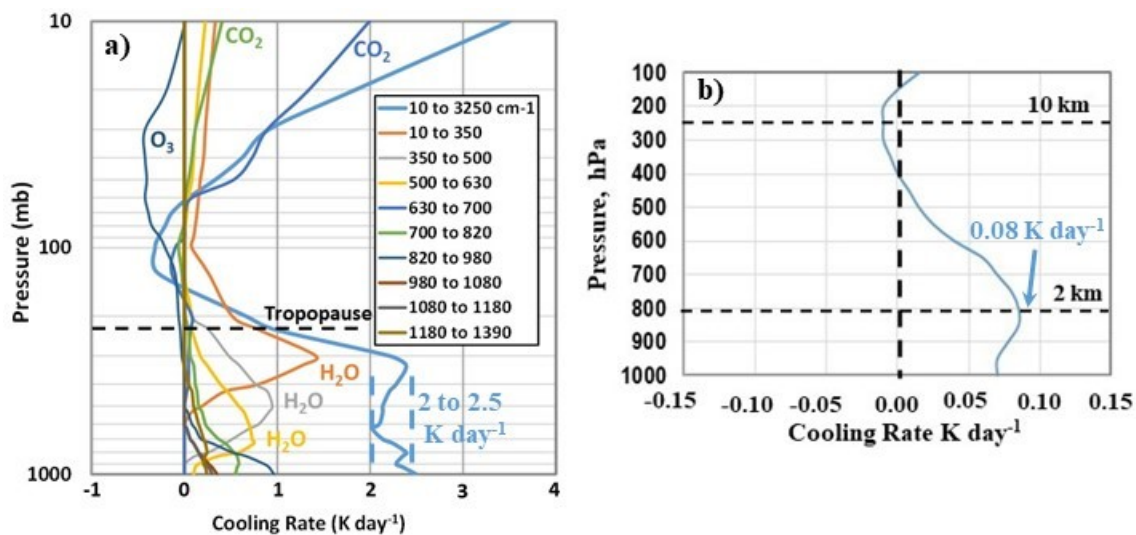 a)
10
100
1000
Pressure (mb)
CO2
CO2
O3
10 to 3250 cm-1
10 to 350
350 to 500
500 to 630
630 to 700
700 to 820
820 to 980
980 to 1080
1080 to 1180
1180 to 1390
Tropopause
H2O
H2O
H2O
2 to 2.5
K day-1
-1 0 1 2 3 4
Cooling Rate (K day-1)
b)
100
200
300
400
500
600
700
800
900
1000
Pressure, hPa
10 km
0.08 K day-1
2 km
-0.15 -0.10 -0.05 0.00 0.05 0.10 0.15
Cooling Rate K day-1